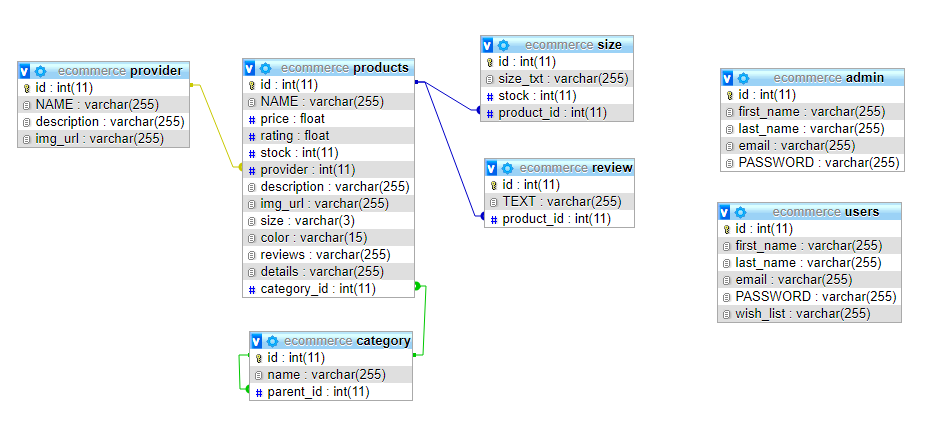 ecommerce provider
id : int(11)
NAME : varchar(255)
description : varchar(255)
img_url : varchar(255)
ecommerce products
id : int(11)
NAME : varchar(255)
price : float
rating : float
stock : int(11)
provider : int(11)
description : varchar(255)
img_url : varchar(255)
size : varchar(3)
color : varchar(15)
reviews : varchar(255)
details : varchar(255)
category_id : int(11)
ecommerce category
id : int(11)
name : varchar(255)
parent_id : int(11)
ecommerce size
id : int(11)
size_txt : varchar(255)
stock : int(11)
product_id : int(11)
ecommerce review
id : int(11)
TEXT : varchar(255)
product_id : int(11)
ecommerce admin
id : int(11)
first_name : varchar(255)
last_name : varchar(255)
email : varchar(255)
PASSWORD : varchar(255)
ecommerce users
id : int(11)
first_name : varchar(255)
last_name : varchar(255)
email : varchar(255)
PASSWORD : varchar(255)
wish_list : varchar(255)